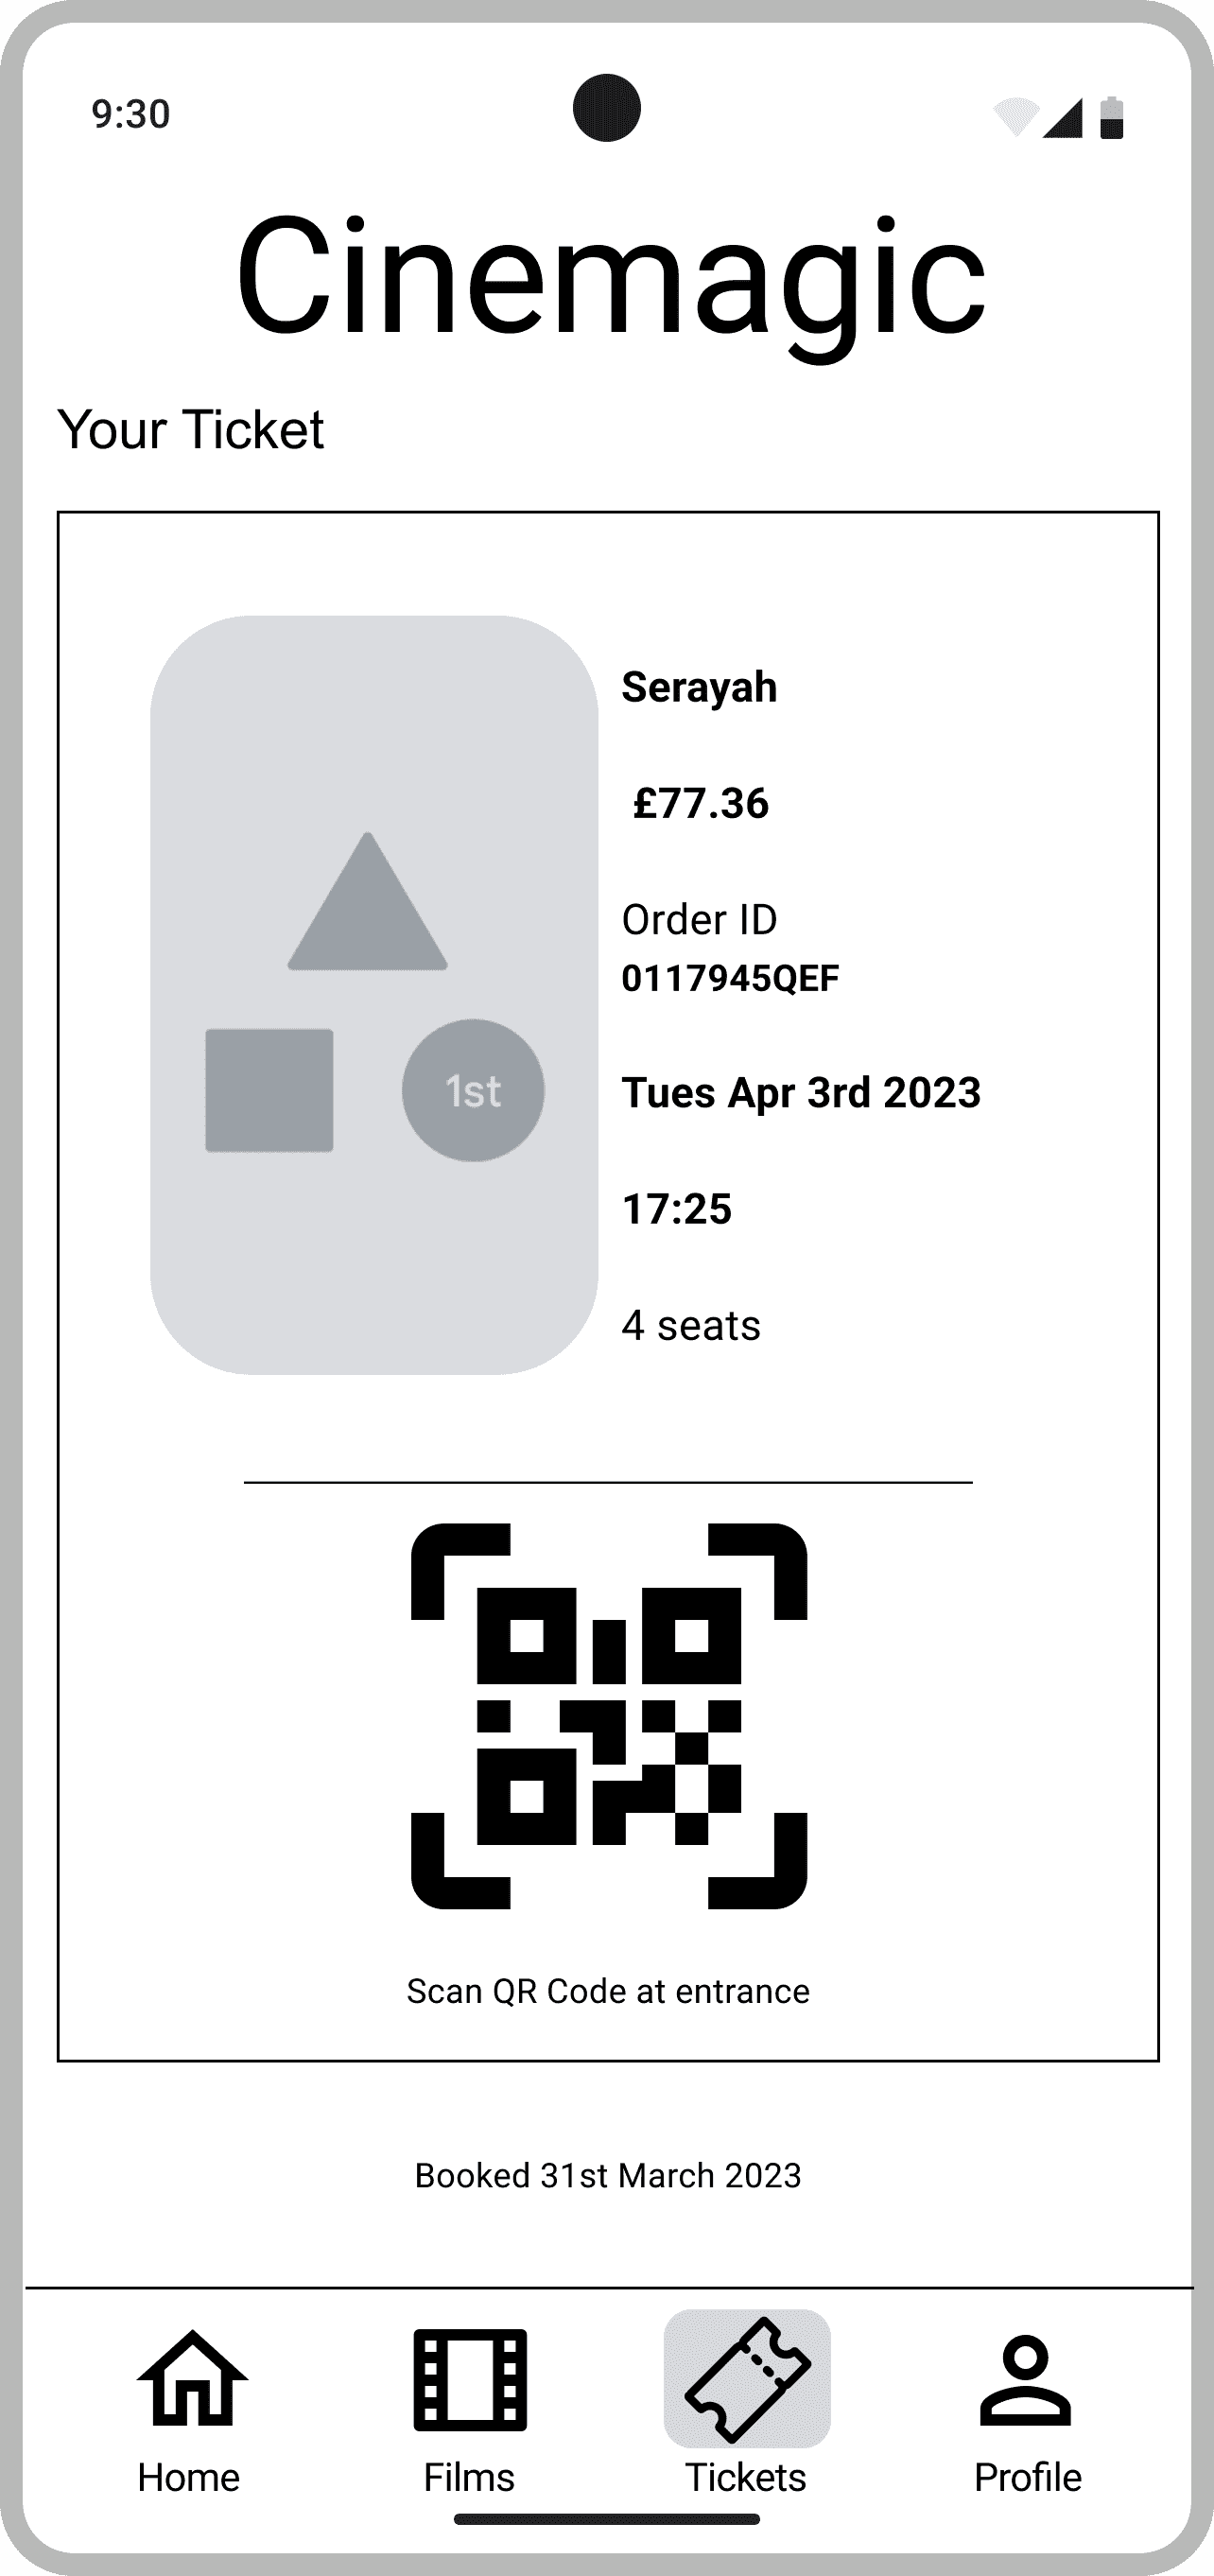 9:30
Cinemagic
Your Ticket
Serayah
£77.36
Order ID
0117945QEF
1st
Tues Apr 3rd 2023
17:25
4 seats
Scan QR Code at entrance
Booked 31st March 2023
Home Films Tickets Profile